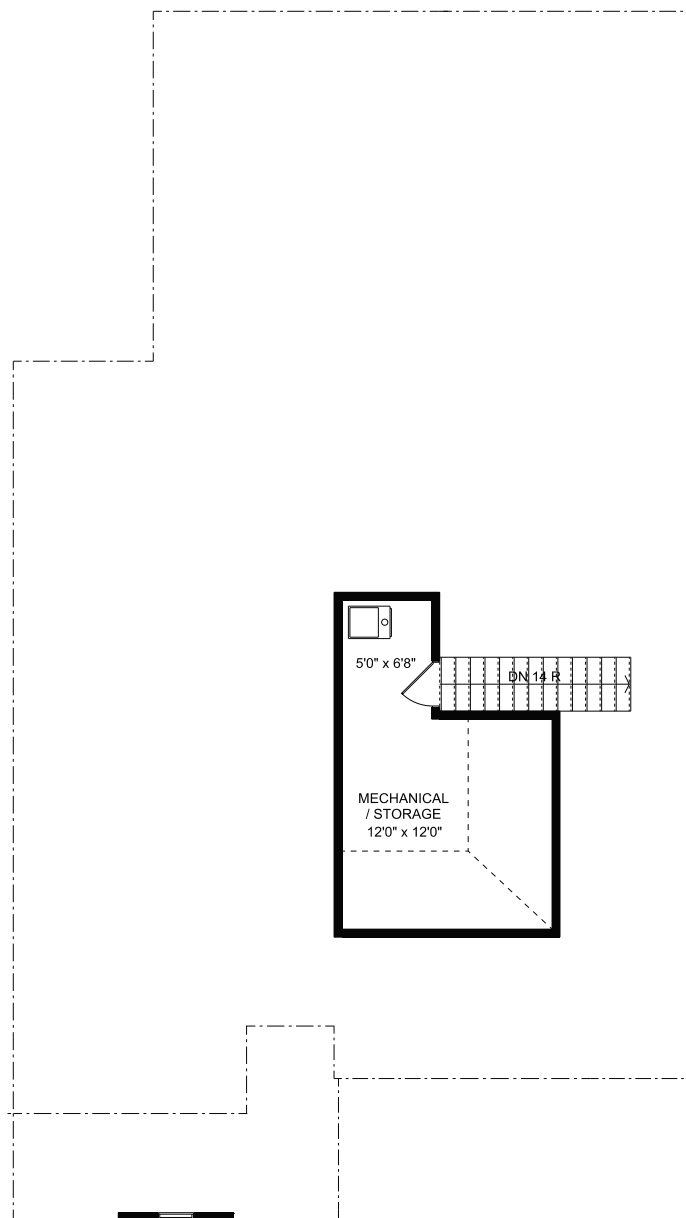 5'0" x 6'8"
DN 14 R
MECHANICAL
/ STORAGE
12'0" x 12'0"